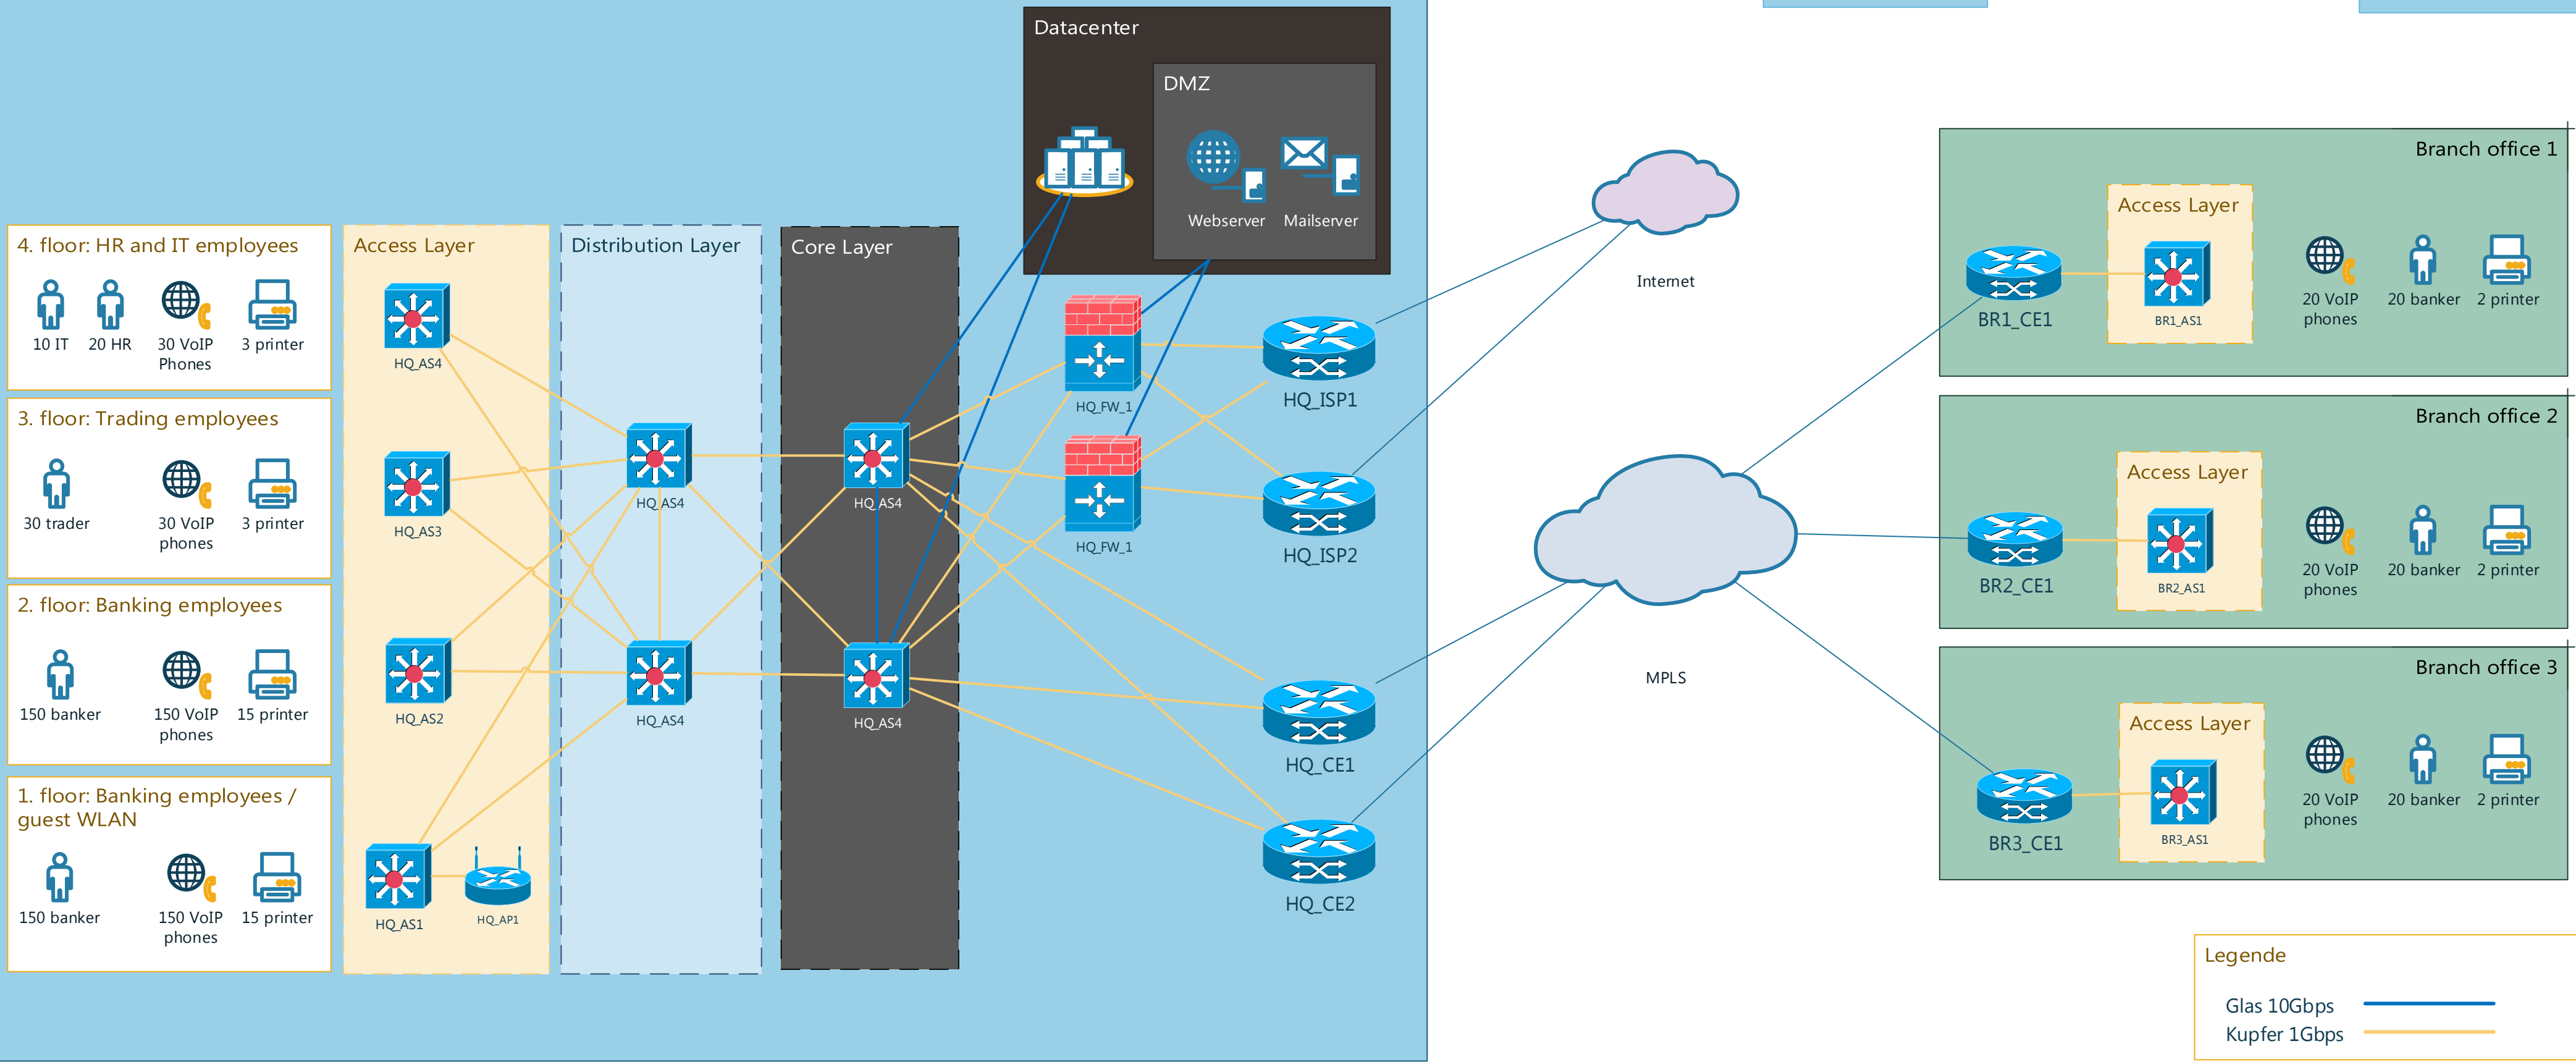 Datacenter
DMZ
Webserver
Mailserver
4. floor: HR and IT employees
10 IT
20 HR
30 VoIP
Phones
3 printer
3. floor: Trading employees
30 trader
30 VoIP
phones
3 printer
2. floor: Banking employees
150 banker
150 VoIP
phones
15 printer
1. floor: Banking employees /
guest WLAN
150 banker
150 VoIP
phones
15 printer
Access Layer
HQ_AS4
HQ_AS3
HQ_AS2
HQ_AS1
HQ_AP1
Distribution Layer
HQ_AS4
HQ_AS4
Core Layer
HQ_AS4
HQ_AS4
HQ_FW_1
HQ_FW_1
HQ_ISP1
HQ_ISP2
HQ_CE1
HQ_CE2
Internet
MPLS
Branch office 1
Access Layer
BR1_CE1
BR1_AS1
20 VoIP
phones
20 banker
2 printer
Branch office 2
Access Layer
BR2_CE1
BR2_AS1
20 VoIP
phones
20 banker
2 printer
Branch office 3
Access Layer
BR3_CE1
BR3_AS1
20 VoIP
phones
20 banker
2 printer
Legende
Glas 10Gbps
Kupfer 1Gbps